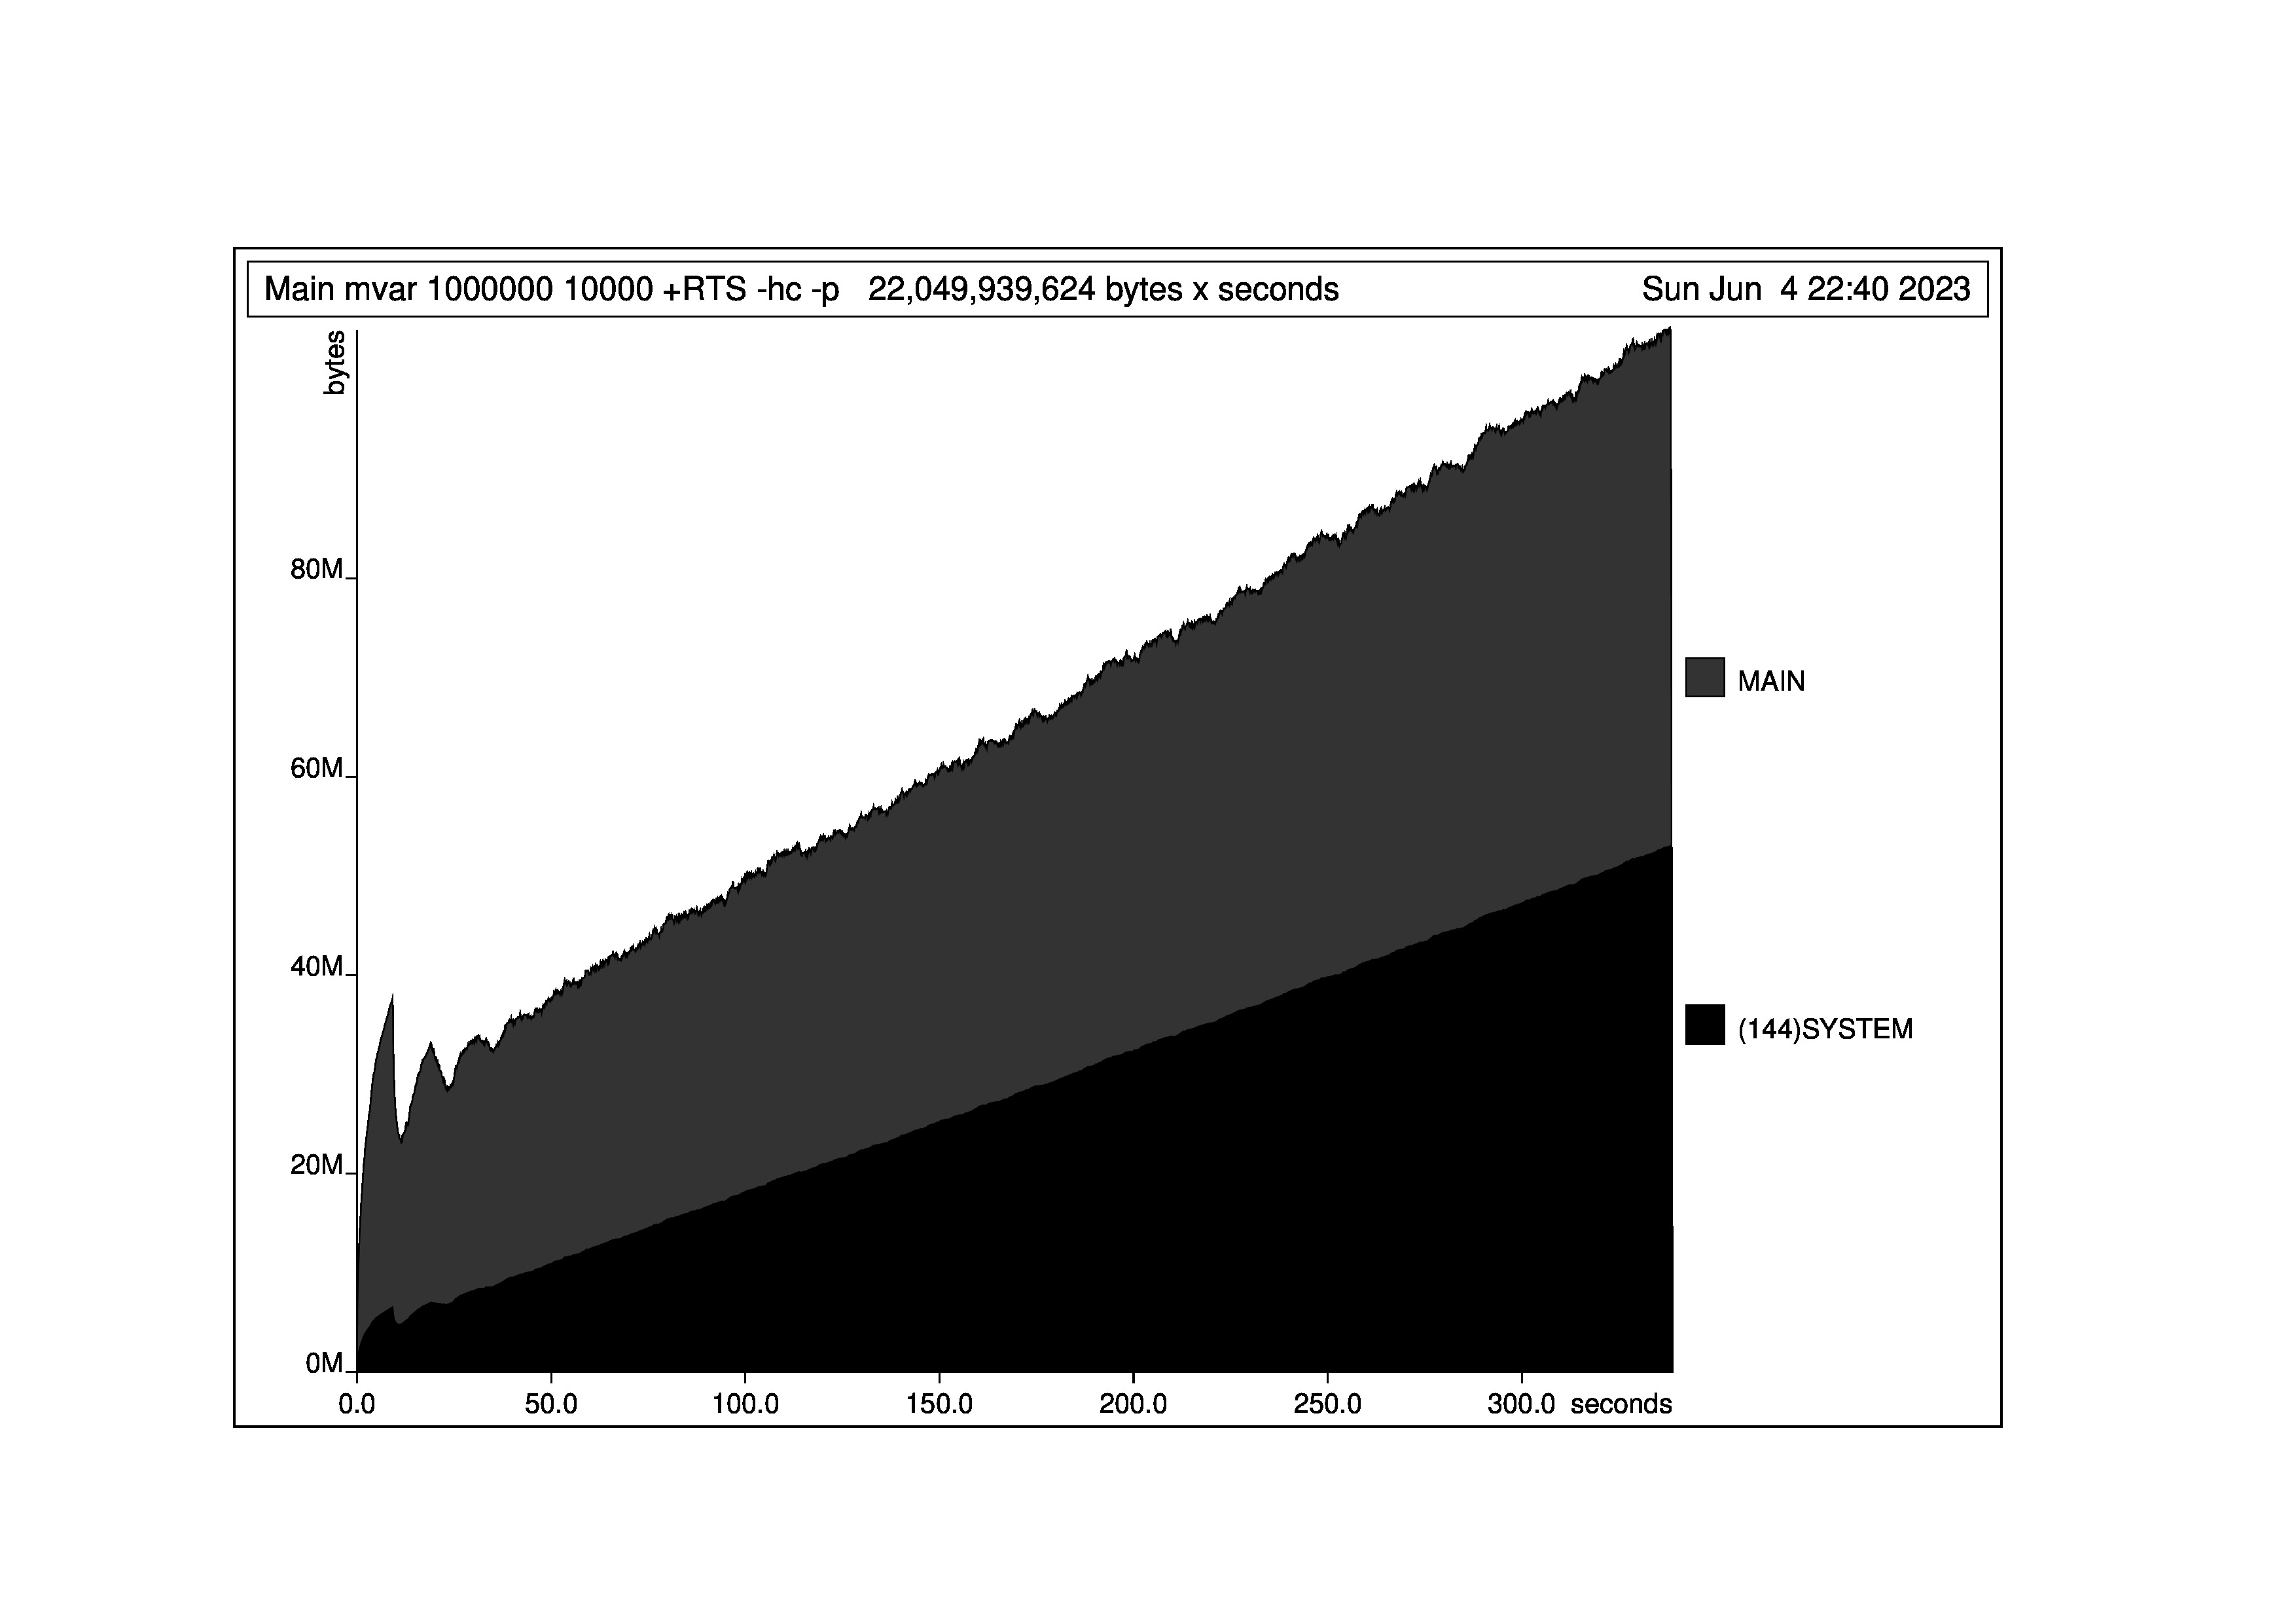 Main mvar 1000000 10000 +RTS -hc -p   22,049,939,624 bytes x seconds   Sun Jun  4 22:40 2023
bytes
80M
60M
40M
20M
0M
MAIN
(144)SYSTEM
0.0 50.0 100.0 150.0 200.0 250.0 300.0 seconds